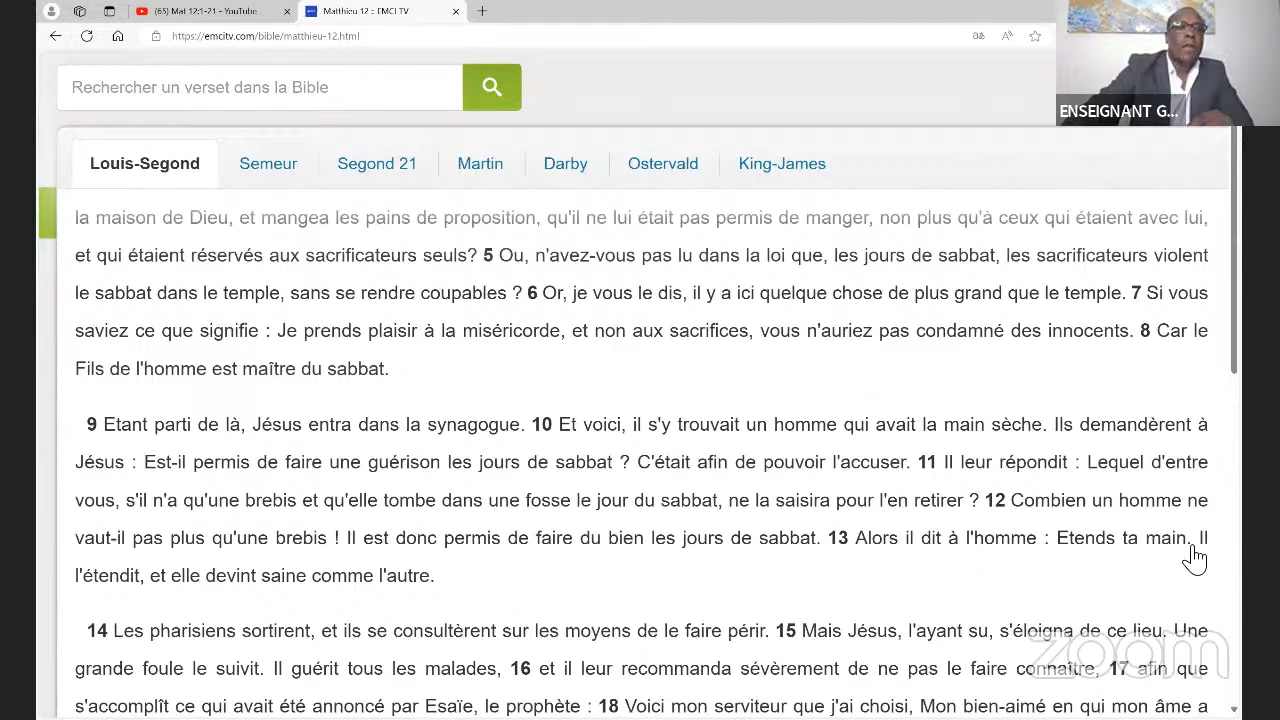 (65) Mat 12:1-21 - YouTube
Matthieu 12 :: EMCI TV
https://emcitv.com/bible/matthieu-12.html
Rechercher un verset dans la Bible
ENSEIGNANT G...
Louis-Segond Semeur Segond 21 Martin Darby Ostervald King-James
la maison de Dieu, et mangea les pains de proposition, qu'il ne lui était pas permis de manger, non plus qu'à ceux qui étaient avec lui,
et qui étaient réservés aux sacrificateurs seuls? 5 Ou, n'avez-vous pas lu dans la loi que, les jours de sabbat, les sacrificateurs violent
le sabbat dans le temple, sans se rendre coupables ? 6 Or, je vous le dis, il y a ici quelque chose de plus grand que le temple. 7 Si vous
saviez ce que signifie : Je prends plaisir à la miséricorde, et non aux sacrifices, vous n'auriez pas condamné des innocents. 8 Car le
Fils de l'homme est maître du sabbat.
9 Etant parti de là, Jésus entra dans la synagogue. 10 Et voici, il s'y trouvait un homme qui avait la main sèche. Ils demandèrent à
Jésus : Est-il permis de faire une guérison les jours de sabbat ? C'était afin de pouvoir l'accuser. 11 Il leur répondit : Lequel d'entre
vous, s'il n'a qu'une brebis et qu'elle tombe dans une fosse le jour du sabbat, ne la saisira pour l'en retirer ? 12 Combien un homme ne
vaut-il pas plus qu'une brebis ! Il est donc permis de faire du bien les jours de sabbat. 13 Alors il dit à l'homme : Etends ta main. Il
l'étendit, et elle devint saine comme l'autre.
14 Les pharisiens sortirent, et ils se consultèrent sur les moyens de le faire périr. 15 Mais Jésus, l'ayant su, s'éloigna de ce lieu. Une
grande foule le suivit. Il guérit tous les malades, 16 et il leur recommanda sévèrement de ne pas le faire connaître, 17 afin que
s'accomplît ce qui avait été annoncé par Esaïe, le prophète : 18 Voici mon serviteur que j'ai choisi, Mon bien-aimé en qui mon âme a
zoom